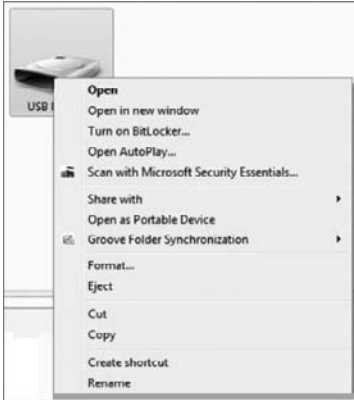 USB
Open
Open in new window
Turn on BitLocker...
Open AutoPlay...
Scan with Microsoft Security Essentials...
Share with
Open as Portable Device
Groove Folder Synchronization
Format...
Eject
Cut
Copy
Create shortcut
Rename